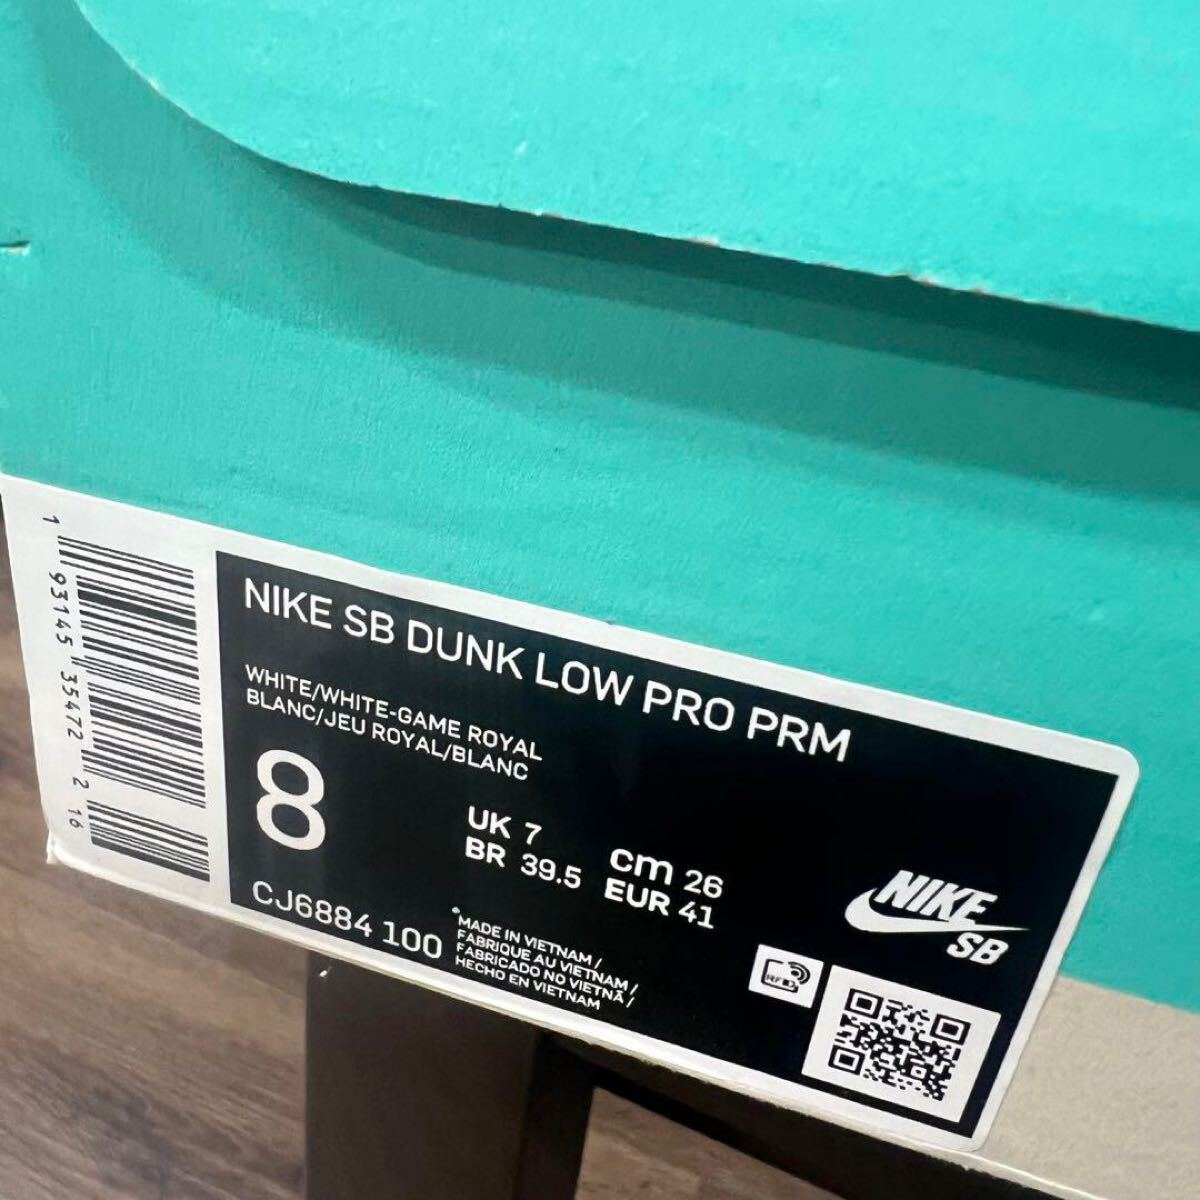 1 93145 35472 2 16
NIKE SB DUNK LOW PRO PRM
WHITE/WHITE-GAME ROYAL
BLANC/JEU ROYAL/BLANC
8
UK 7
BR 39.5
cm 26
EUR 41
CJ6884 100
MADE IN VIETNAM /
FABRIQUE AU VIETNAM /
FABRICADO NO VIETNÃ /
HECHO EN VIETNAM
NIKE
SB
RFID